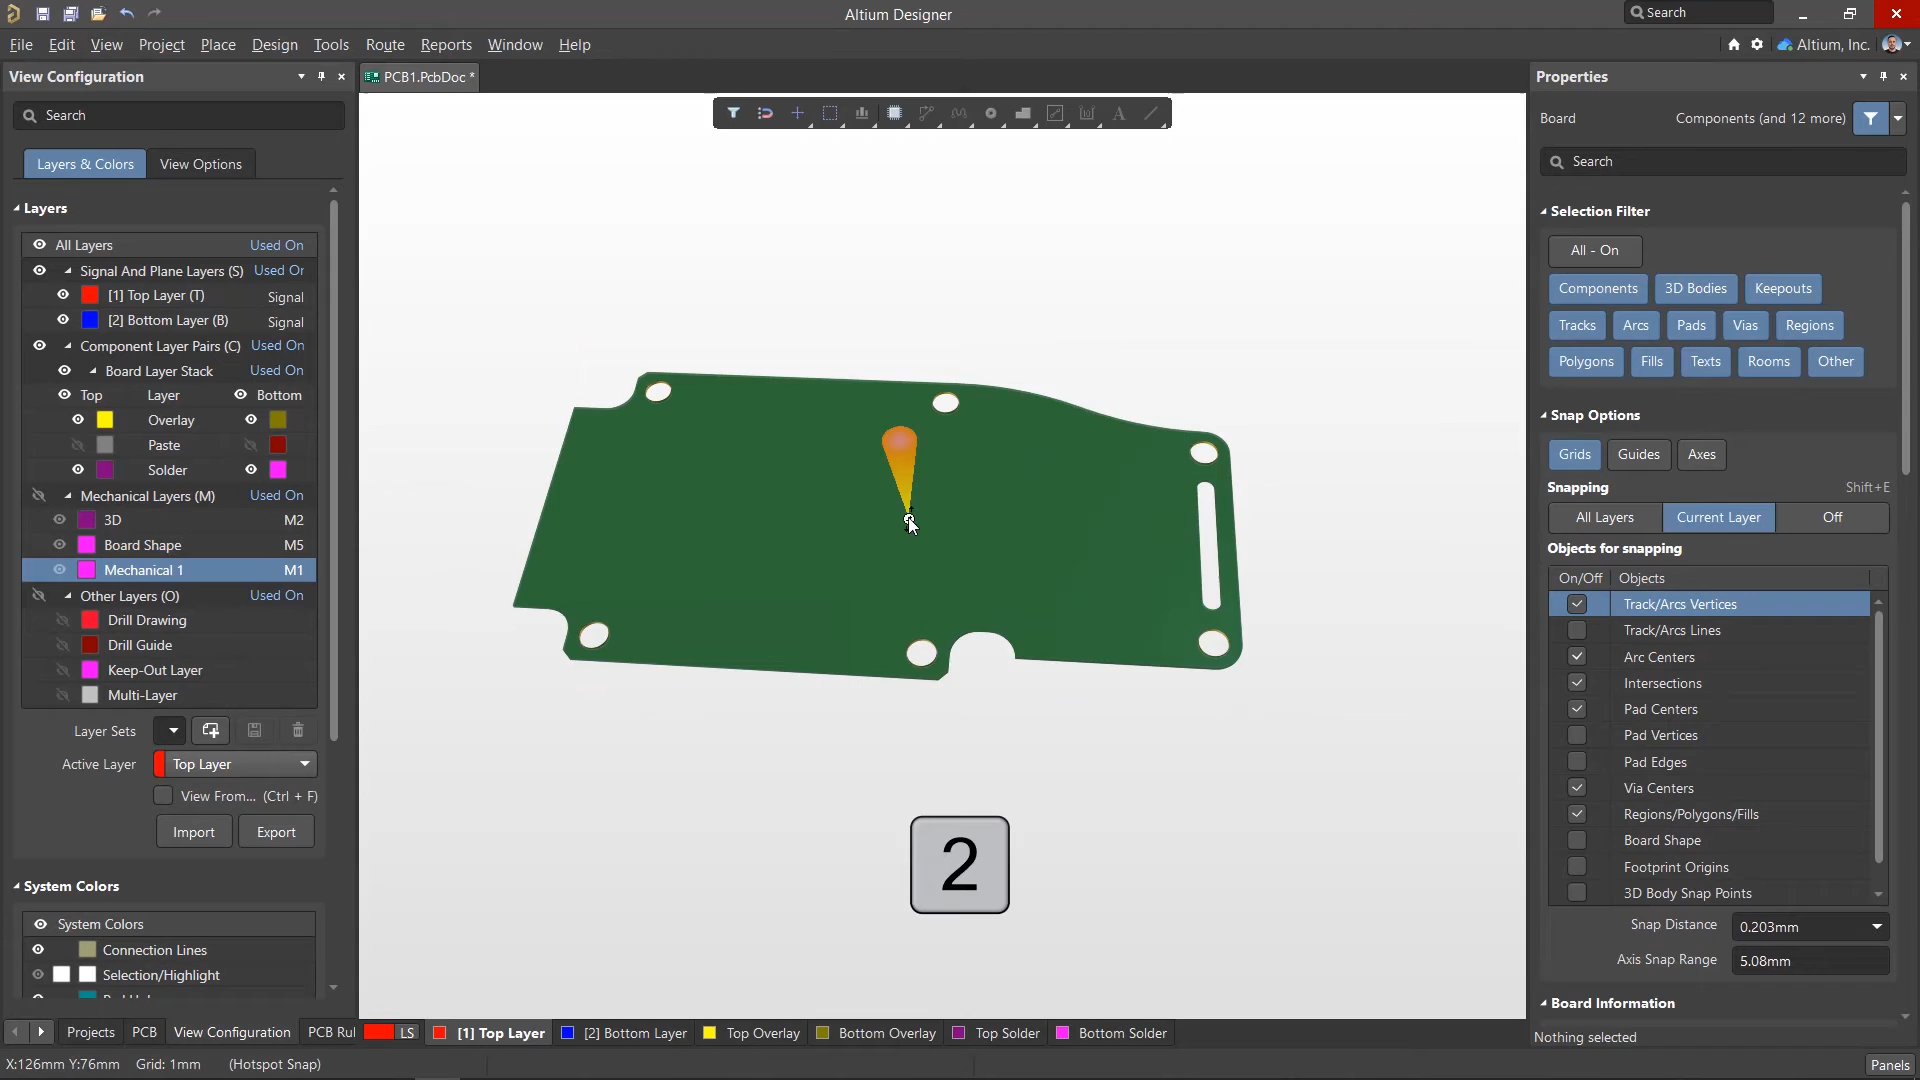 Altium Designer
Search
File Edit View Project Place Design Tools Route Reports Window Help
Altium, Inc.
View Configuration
PCB1.PcbDoc *
Properties
Search
Board
Components (and 12 more)
Search
Layers & Colors
View Options
Layers
All Layers Used On
Signal And Plane Layers (S) Used On
[1] Top Layer (T) Signal
[2] Bottom Layer (B) Signal
Component Layer Pairs (C) Used On
Board Layer Stack Used On
Top Layer Bottom
Overlay
Paste
Solder
Mechanical Layers (M) Used On
3D M2
Board Shape M5
Mechanical 1 M1
Other Layers (O) Used On
Drill Drawing
Drill Guide
Keep-Out Layer
Multi-Layer
Layer Sets
Active Layer Top Layer
View From... (Ctrl + F)
Import Export
System Colors
System Colors
Connection Lines
Selection/Highlight
2
Selection Filter
All - On
Components 3D Bodies Keepouts
Tracks Arcs Pads Vias Regions
Polygons Fills Texts Rooms Other
Snap Options
Grids Guides Axes
Snapping Shift+E
All Layers Current Layer Off
Objects for snapping
On/Off Objects
Track/Arcs Vertices
Track/Arcs Lines
Arc Centers
Intersections
Pad Centers
Pad Vertices
Pad Edges
Via Centers
Regions/Polygons/Fills
Board Shape
Footprint Origins
3D Body Snap Points
Snap Distance 0.203mm
Axis Snap Range 5.08mm
Board Information
Nothing selected
Projects PCB View Configuration PCB Rul
LS [1] Top Layer [2] Bottom Layer Top Overlay Bottom Overlay Top Solder Bottom Solder
X:126mm Y:76mm Grid: 1mm (Hotspot Snap)
Panels